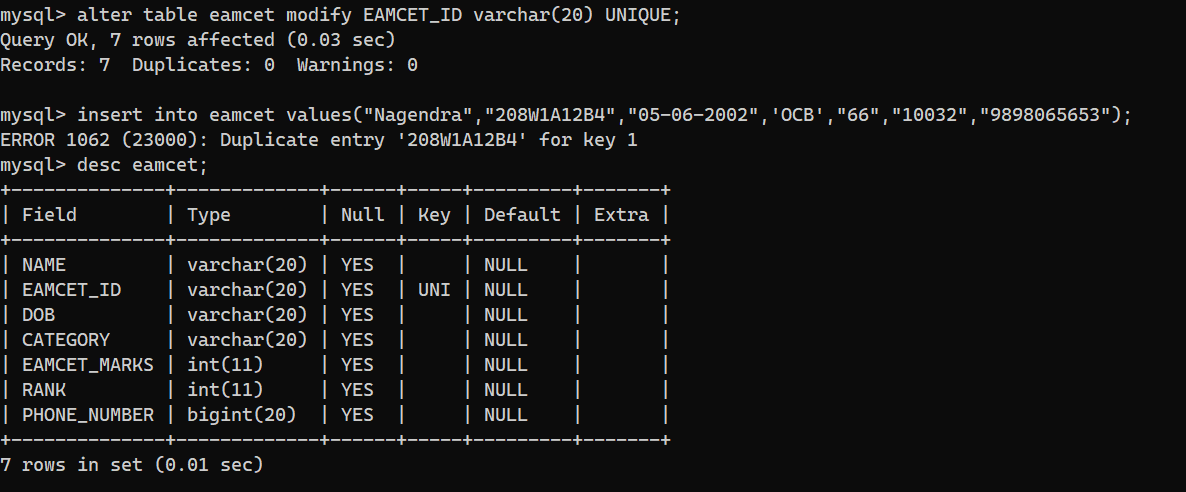 mysql> alter table eamcet modify EAMCET_ID varchar(20) UNIQUE;
Query OK, 7 rows affected (0.03 sec)
Records: 7  Duplicates: 0  Warnings: 0

mysql> insert into eamcet values("Nagendra","208W1A12B4","05-06-2002",'OCB',"66","10032","9898065653");
ERROR 1062 (23000): Duplicate entry '208W1A12B4' for key 1
mysql> desc eamcet;
+--------------+-------------+------+-----+---------+-------+
| Field        | Type        | Null | Key | Default | Extra |
+--------------+-------------+------+-----+---------+-------+
| NAME         | varchar(20) | YES  |     | NULL    |       |
| EAMCET_ID    | varchar(20) | YES  | UNI | NULL    |       |
| DOB          | varchar(20) | YES  |     | NULL    |       |
| CATEGORY     | varchar(20) | YES  |     | NULL    |       |
| EAMCET_MARKS | int(11)     | YES  |     | NULL    |       |
| RANK         | int(11)     | YES  |     | NULL    |       |
| PHONE_NUMBER | bigint(20)  | YES  |     | NULL    |       |
+--------------+-------------+------+-----+---------+-------+
7 rows in set (0.01 sec)